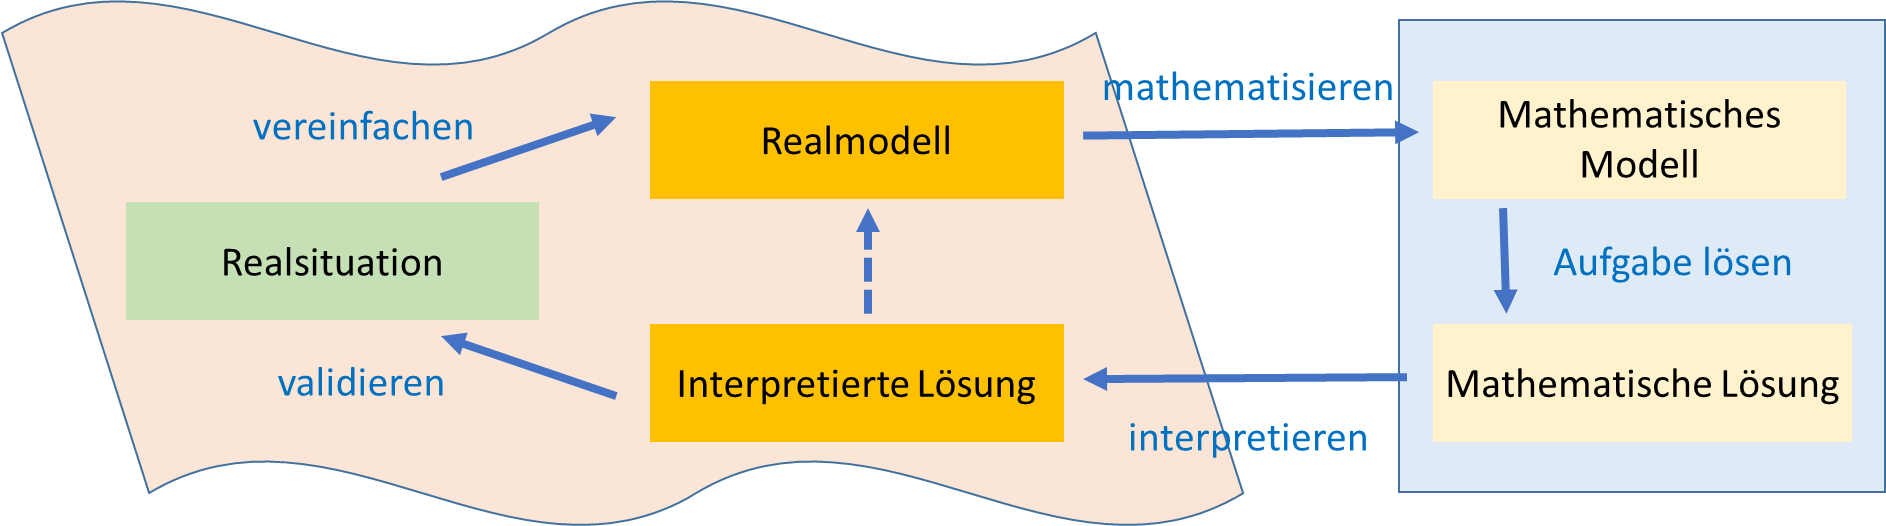 vereinfachen
Realmodell
mathematisieren
Mathematisches
Modell
Realsituation
Aufgabe lösen
validieren
Interpretierte Lösung
interpretieren
Mathematische Lösung